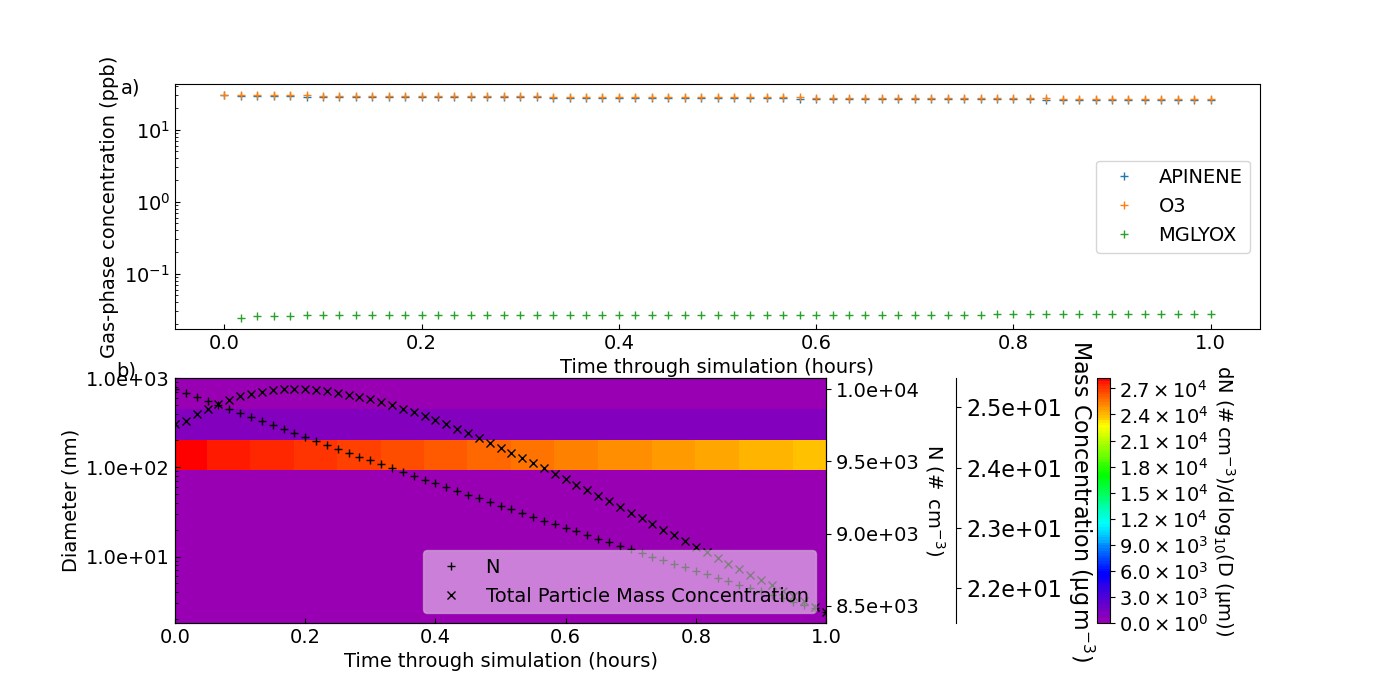 a)
Gas-phase concentration (ppb)
10¹
10⁰
10⁻¹
APINENE
O3
MGLYOX
0.0 0.2 0.4 0.6 0.8 1.0
Time through simulation (hours)
b)
Diameter (nm)
1.0e+03
1.0e+02
1.0e+01
N
Total Particle Mass Concentration
0.0 0.2 0.4 0.6 0.8 1.0
Time through simulation (hours)
1.0e+04
9.5e+03
9.0e+03
8.5e+03
N (# cm⁻³)
2.5e+01
2.4e+01
2.3e+01
2.2e+01
Mass Concentration (µg m⁻³)
2.7 × 10⁴
2.4 × 10⁴
2.1 × 10⁴
1.8 × 10⁴
1.5 × 10⁴
1.2 × 10⁴
9.0 × 10³
6.0 × 10³
3.0 × 10³
0.0 × 10⁰
dN (# cm⁻³)/d log₁₀(D (µm))